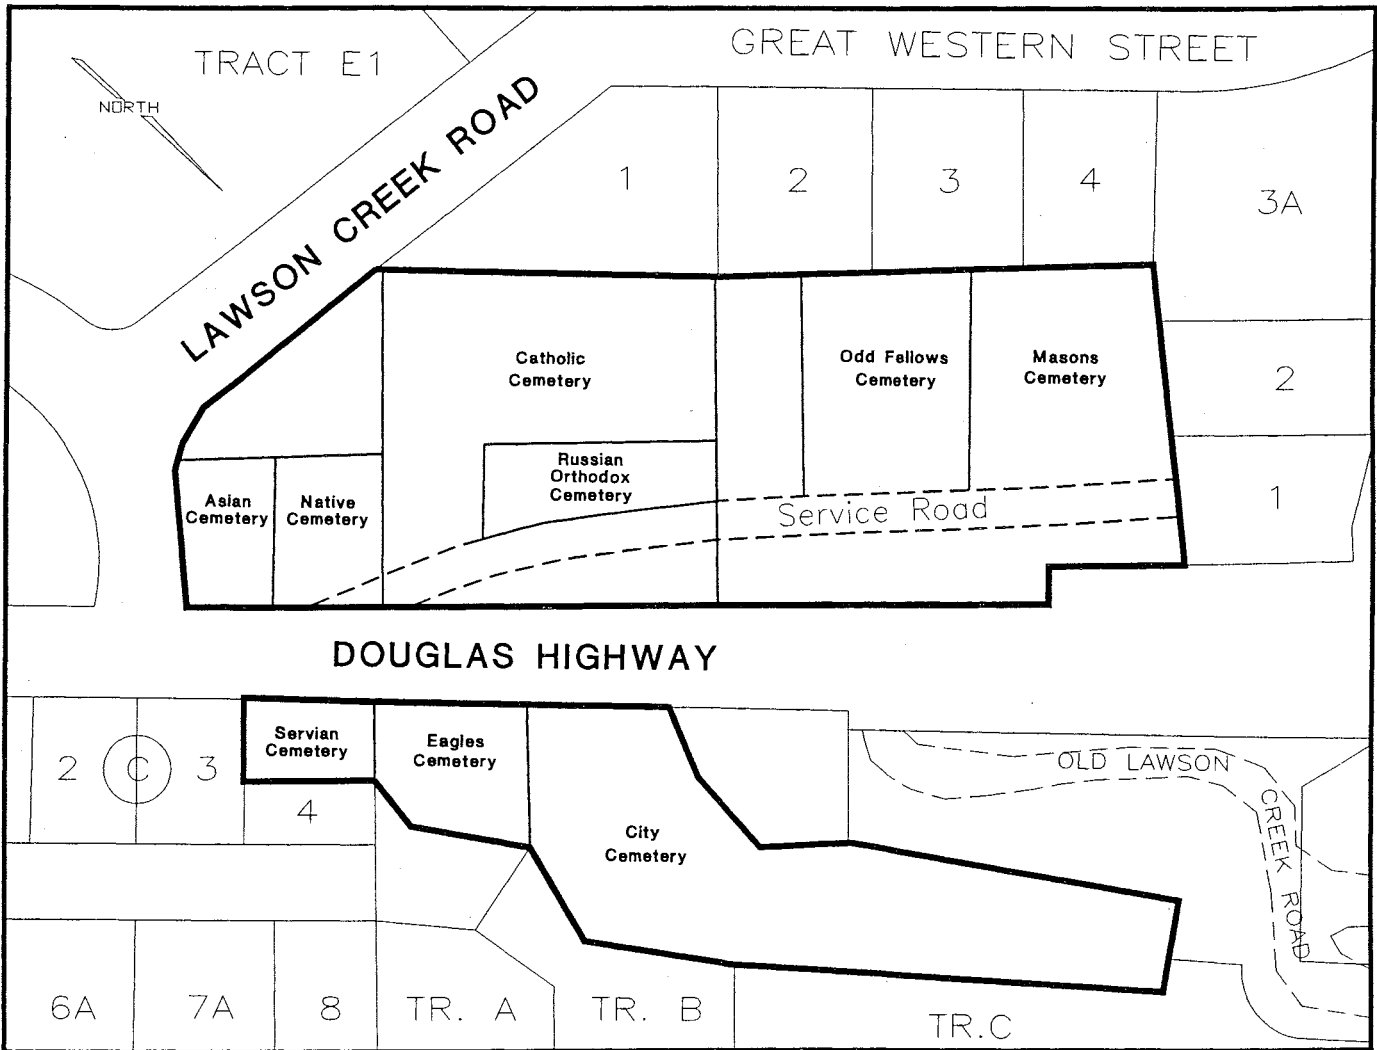 TRACT E1
GREAT WESTERN STREET
NORTH
LAWSON CREEK ROAD
1
2
3
4
3A
Catholic
Cemetery
Odd Fellows
Cemetery
Masons
Cemetery
2
Russian
Orthodox
Cemetery
Asian
Cemetery
Native
Cemetery
Service Road
1
DOUGLAS HIGHWAY
2
C
3
Servian
Cemetery
Eagles
Cemetery
OLD LAWSON
CREEK ROAD
4
City
Cemetery
6A
7A
8
TR. A
TR. B
TR.C